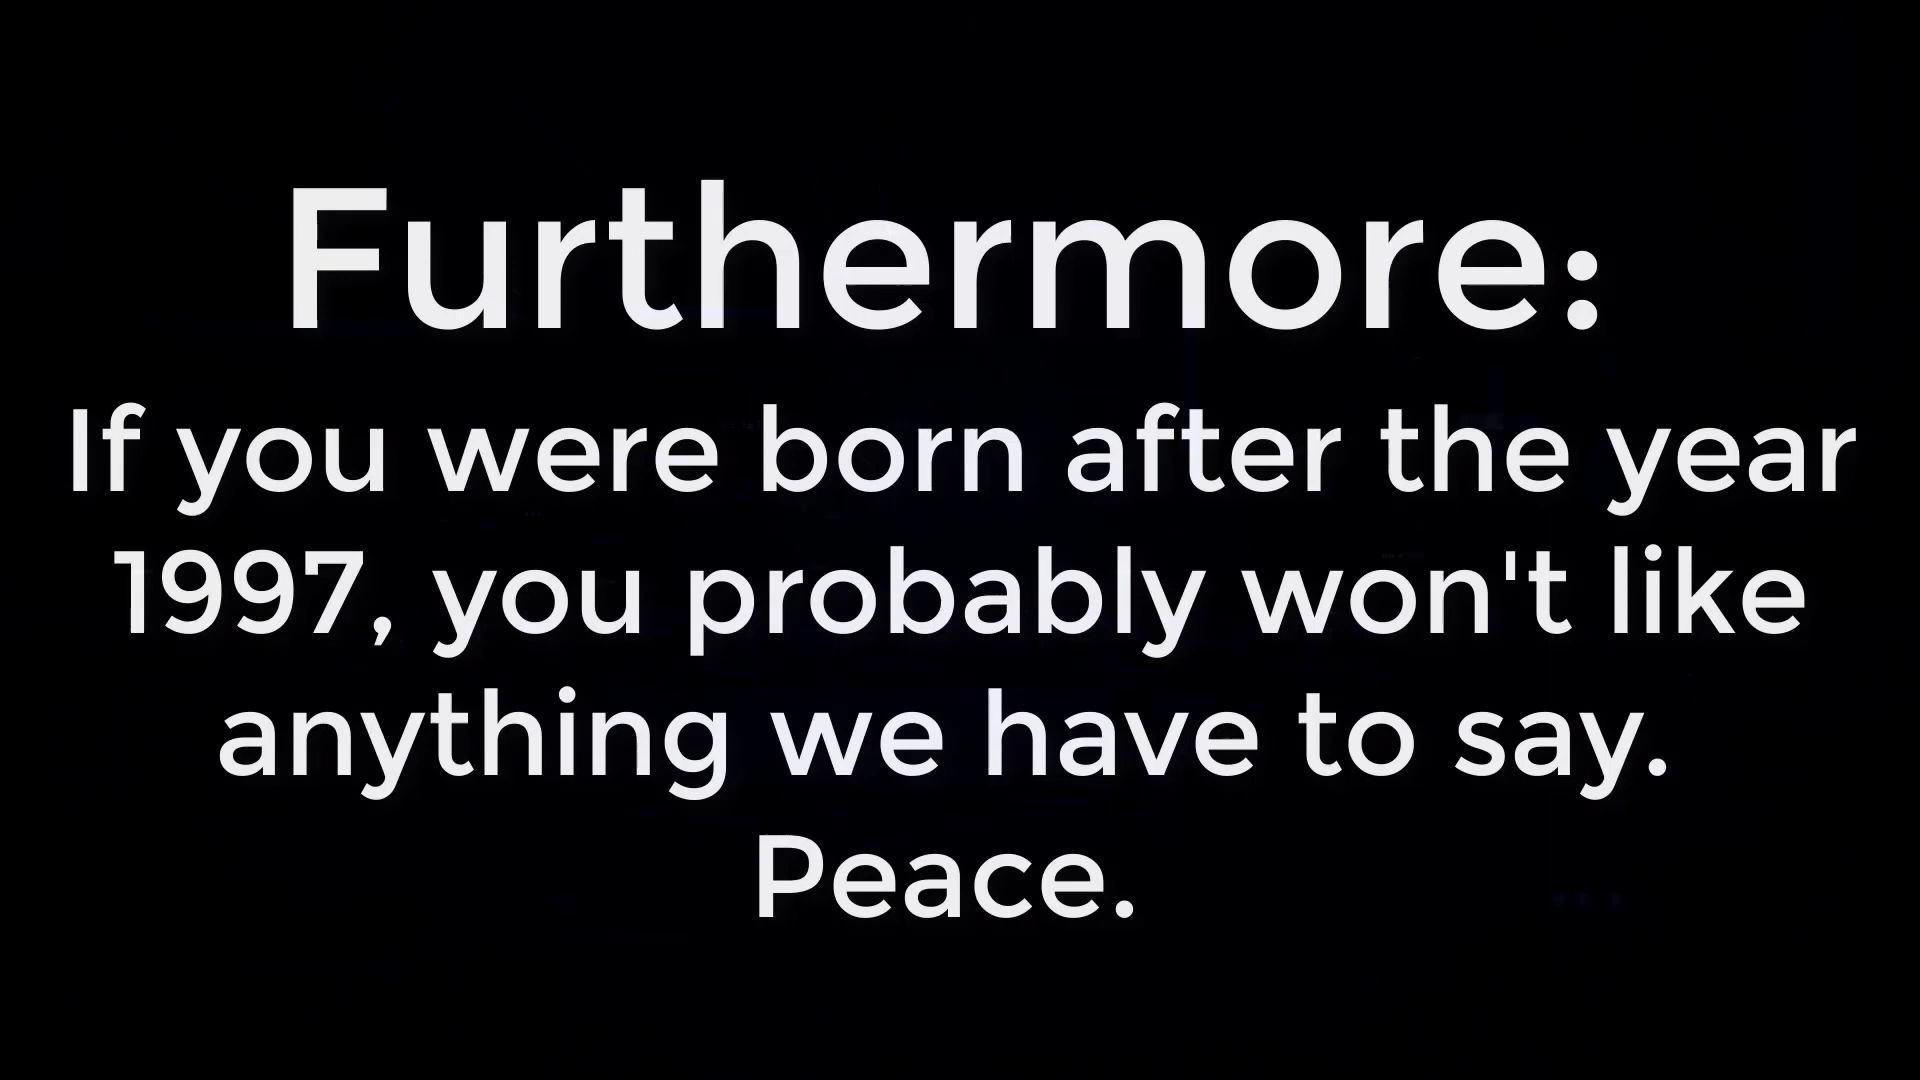 Furthermore:
If you were born after the year
1997, you probably won't like
anything we have to say.
Peace.